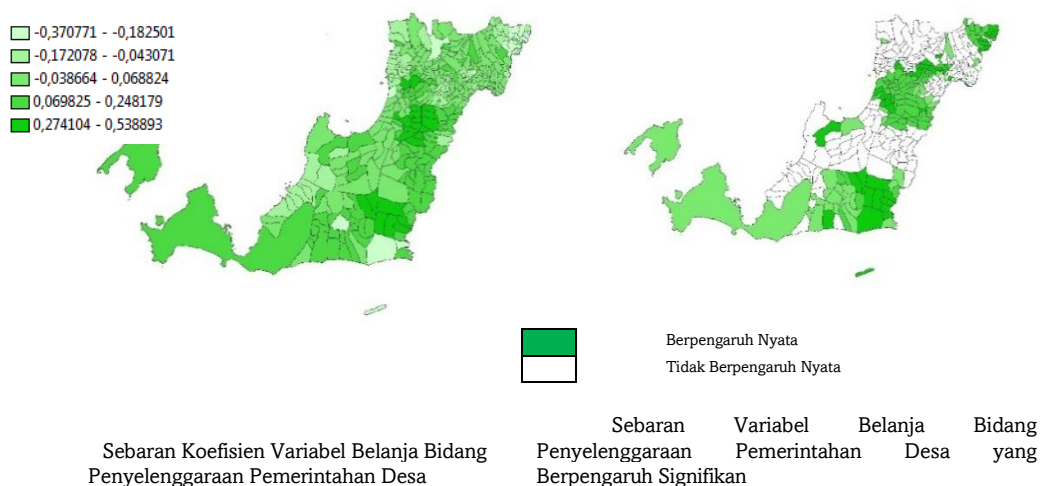 -0,370771 - -0,182501
-0,172078 - -0,043071
-0,038664 - 0,068824
0,069825 - 0,248179
0,274104 - 0,538893
Berpengaruh Nyata
Tidak Berpengaruh Nyata
Sebaran Koefisien Variabel Belanja Bidang
Penyelenggaraan Pemerintahan Desa
Sebaran Variabel Belanja Bidang
Penyelenggaraan Pemerintahan Desa yang
Berpengaruh Signifikan